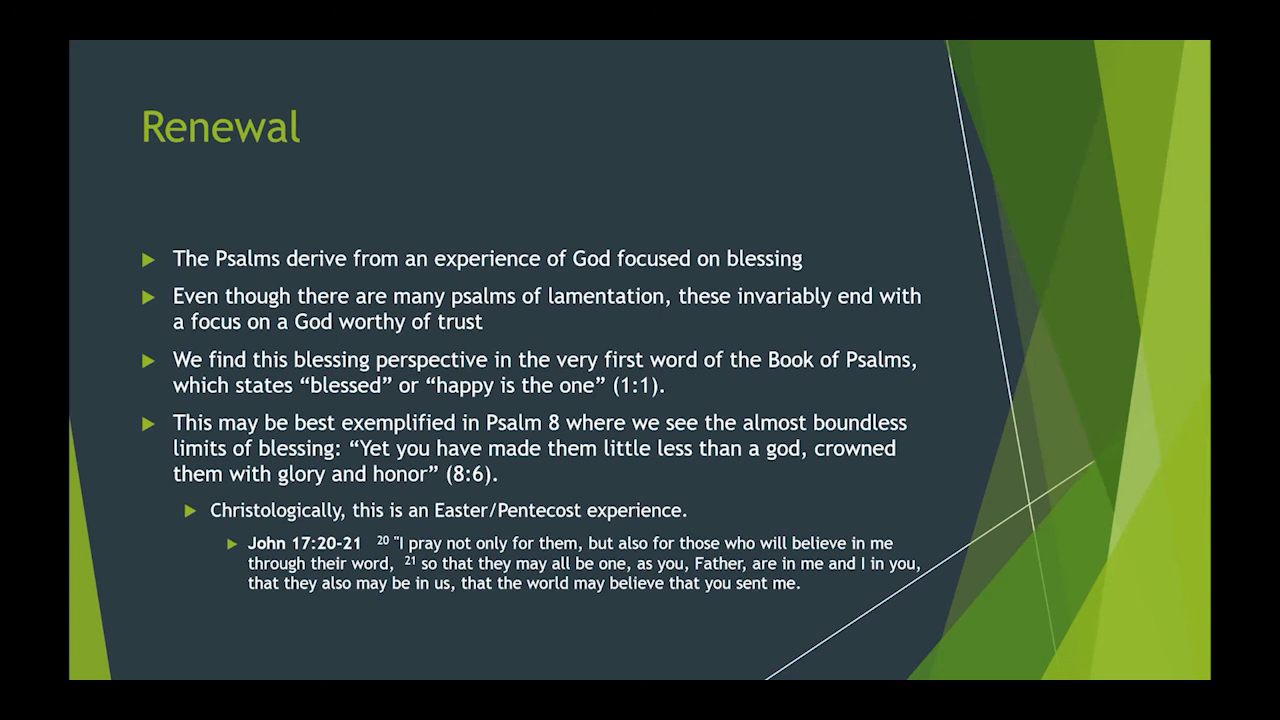 Renewal
The Psalms derive from an experience of God focused on blessing
Even though there are many psalms of lamentation, these invariably end with
a focus on a God worthy of trust
We find this blessing perspective in the very first word of the Book of Psalms,
which states “blessed” or “happy is the one” (1:1).
This may be best exemplified in Psalm 8 where we see the almost boundless
limits of blessing: “Yet you have made them little less than a god, crowned
them with glory and honor” (8:6).
Christologically, this is an Easter/Pentecost experience.
John 17:20-21 20 "I pray not only for them, but also for those who will believe in me
through their word, 21 so that they may all be one, as you, Father, are in me and I in you,
that they also may be in us, that the world may believe that you sent me.